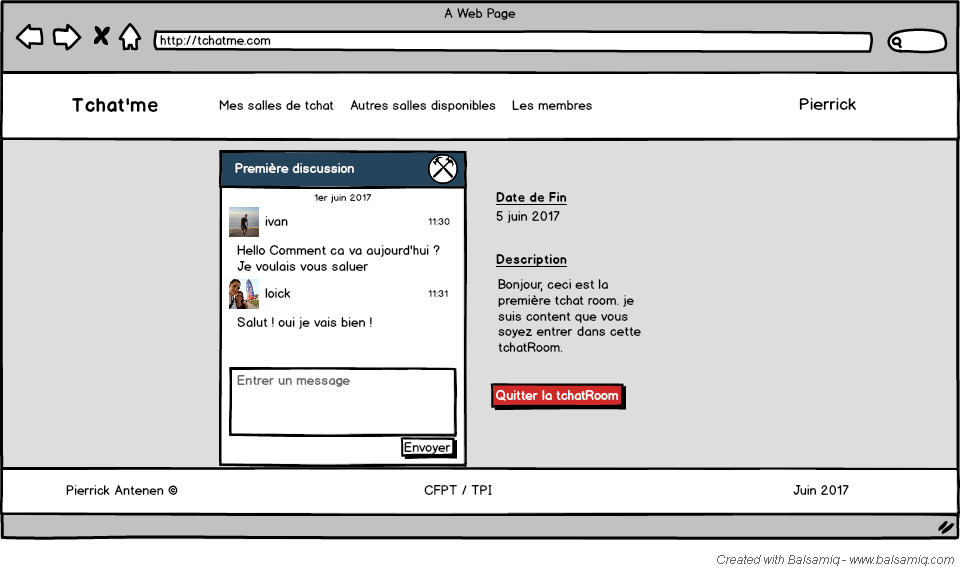 A Web Page
http://tchatme.com
Tchat'me
Mes salles de tchat
Autres salles disponibles
Les membres
Pierrick
Première discussion
1er juin 2017
ivan
11:30
Hello Comment ca va aujourd'hui ?
Je voulais vous saluer
loick
11:31
Salut ! oui je vais bien !
Entrer un message
Envoyer
Date de Fin
5 juin 2017
Description
Bonjour, ceci est la
première tchat room. je
suis content que vous
soyez entrer dans cette
tchatRoom.
Quitter la tchatRoom
Pierrick Antenen ©
CFPT / TPI
Juin 2017
Created with Balsamiq - www.balsamiq.com